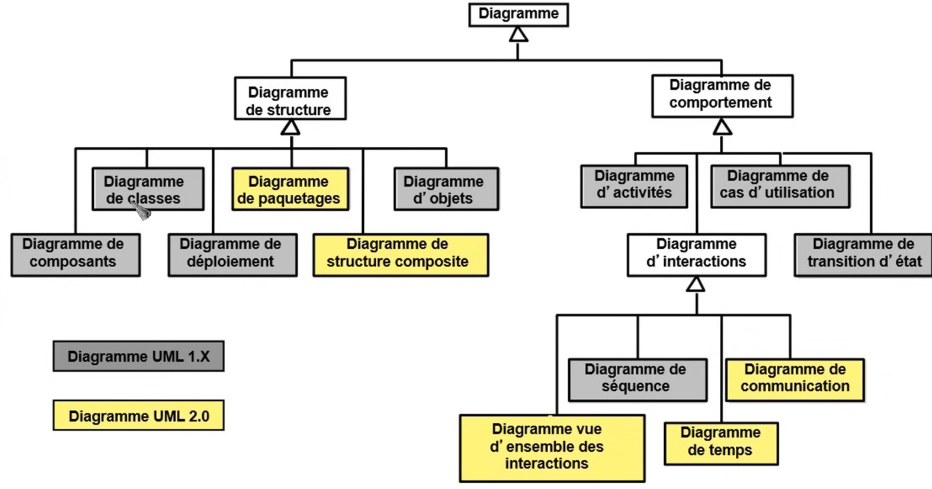 Diagramme
Diagramme
de structure
Diagramme de
comportement
Diagramme
de classes
Diagramme
de paquetages
Diagramme
d'objets
Diagramme
d'activités
Diagramme de
cas d'utilisation
Diagramme de
composants
Diagramme de
déploiement
Diagramme de
structure composite
Diagramme
d'interactions
Diagramme de
transition d'état
Diagramme UML 1.X
Diagramme de
séquence
Diagramme de
communication
Diagramme UML 2.0
Diagramme vue
d'ensemble des
interactions
Diagramme
de temps